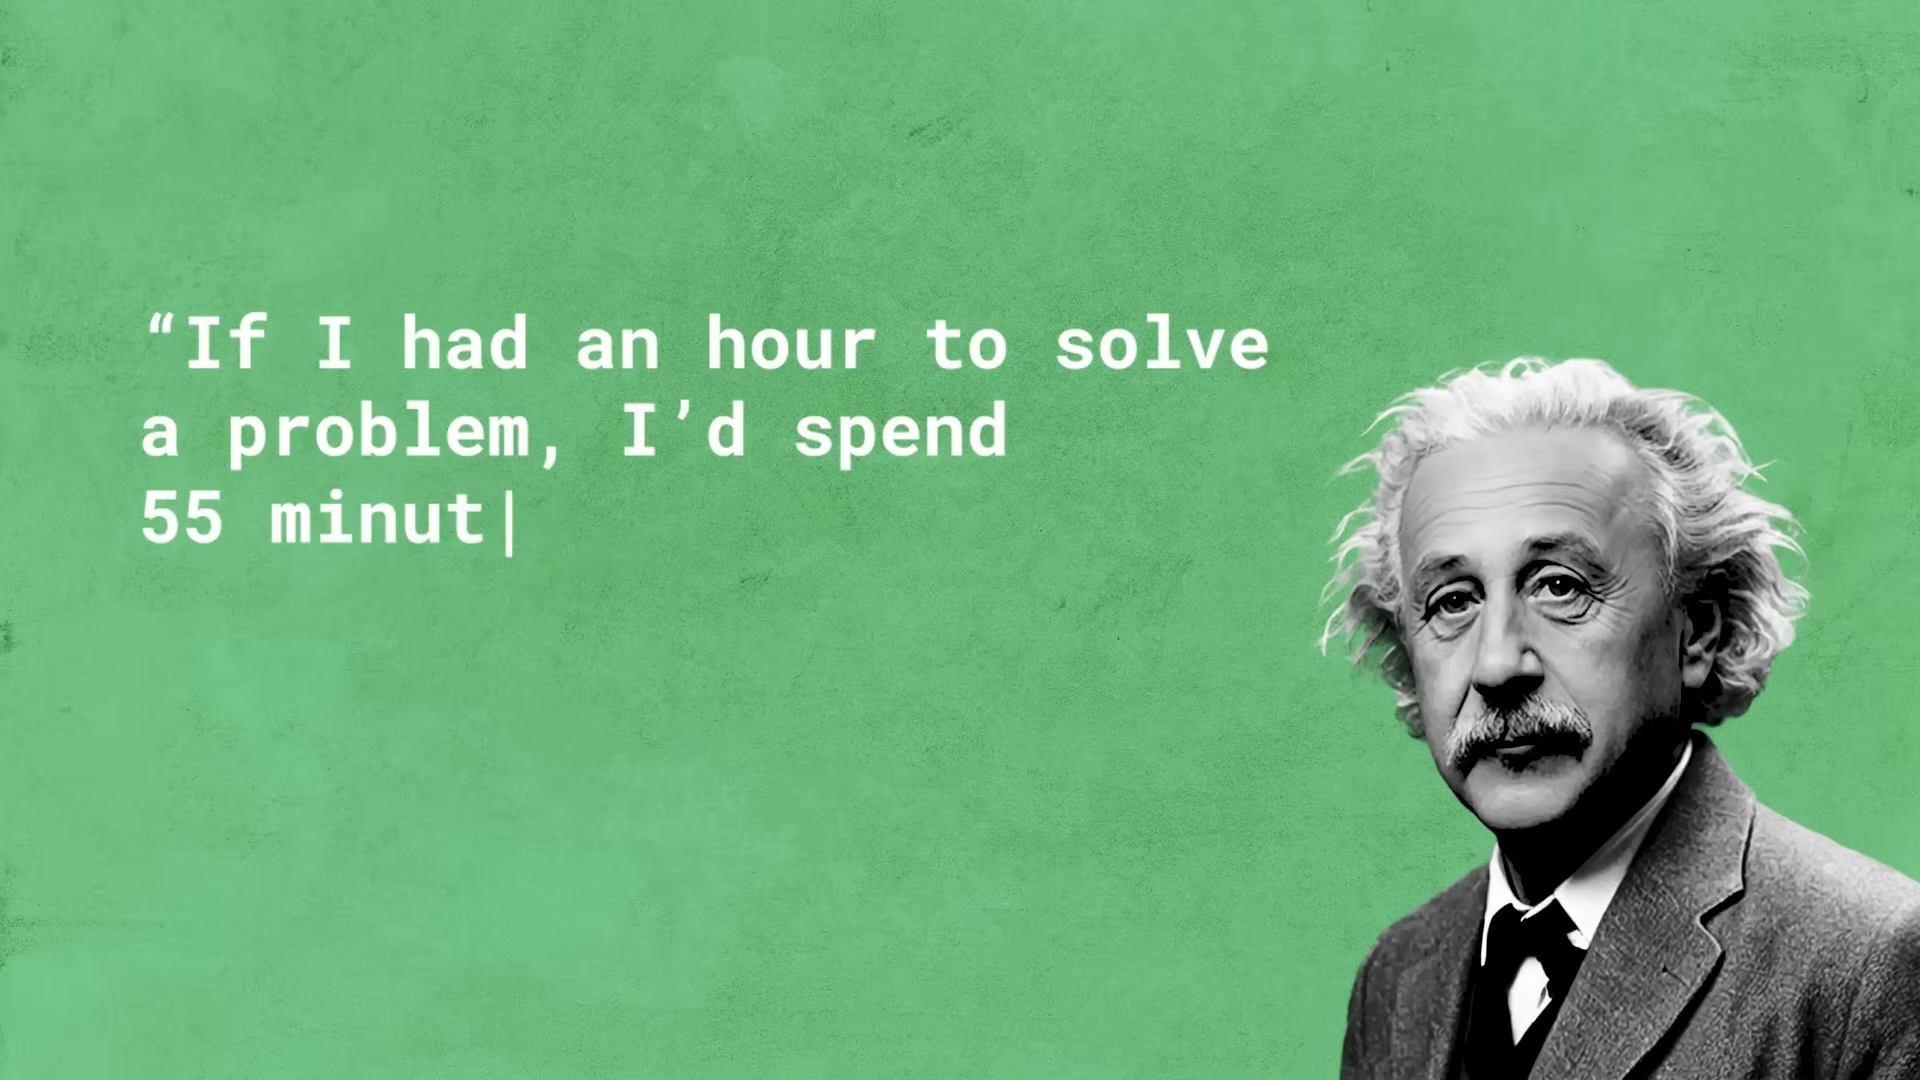 “If I had an hour to solve
a problem, I’d spend
55 minut|